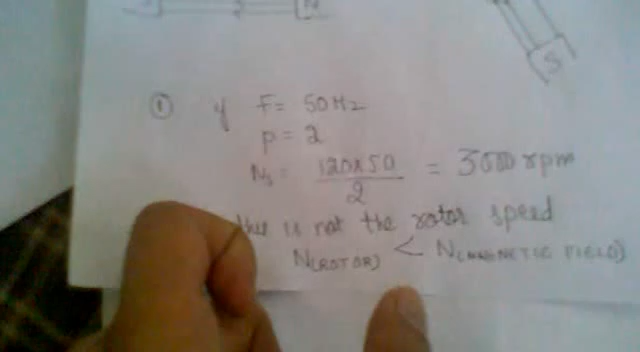 N
S
① if F = 50Hz
P = 2
Ns = 120x50 / 2 = 3000 rpm
this is not the rotor speed
N(ROTOR) < N(MAGNETIC FIELD)